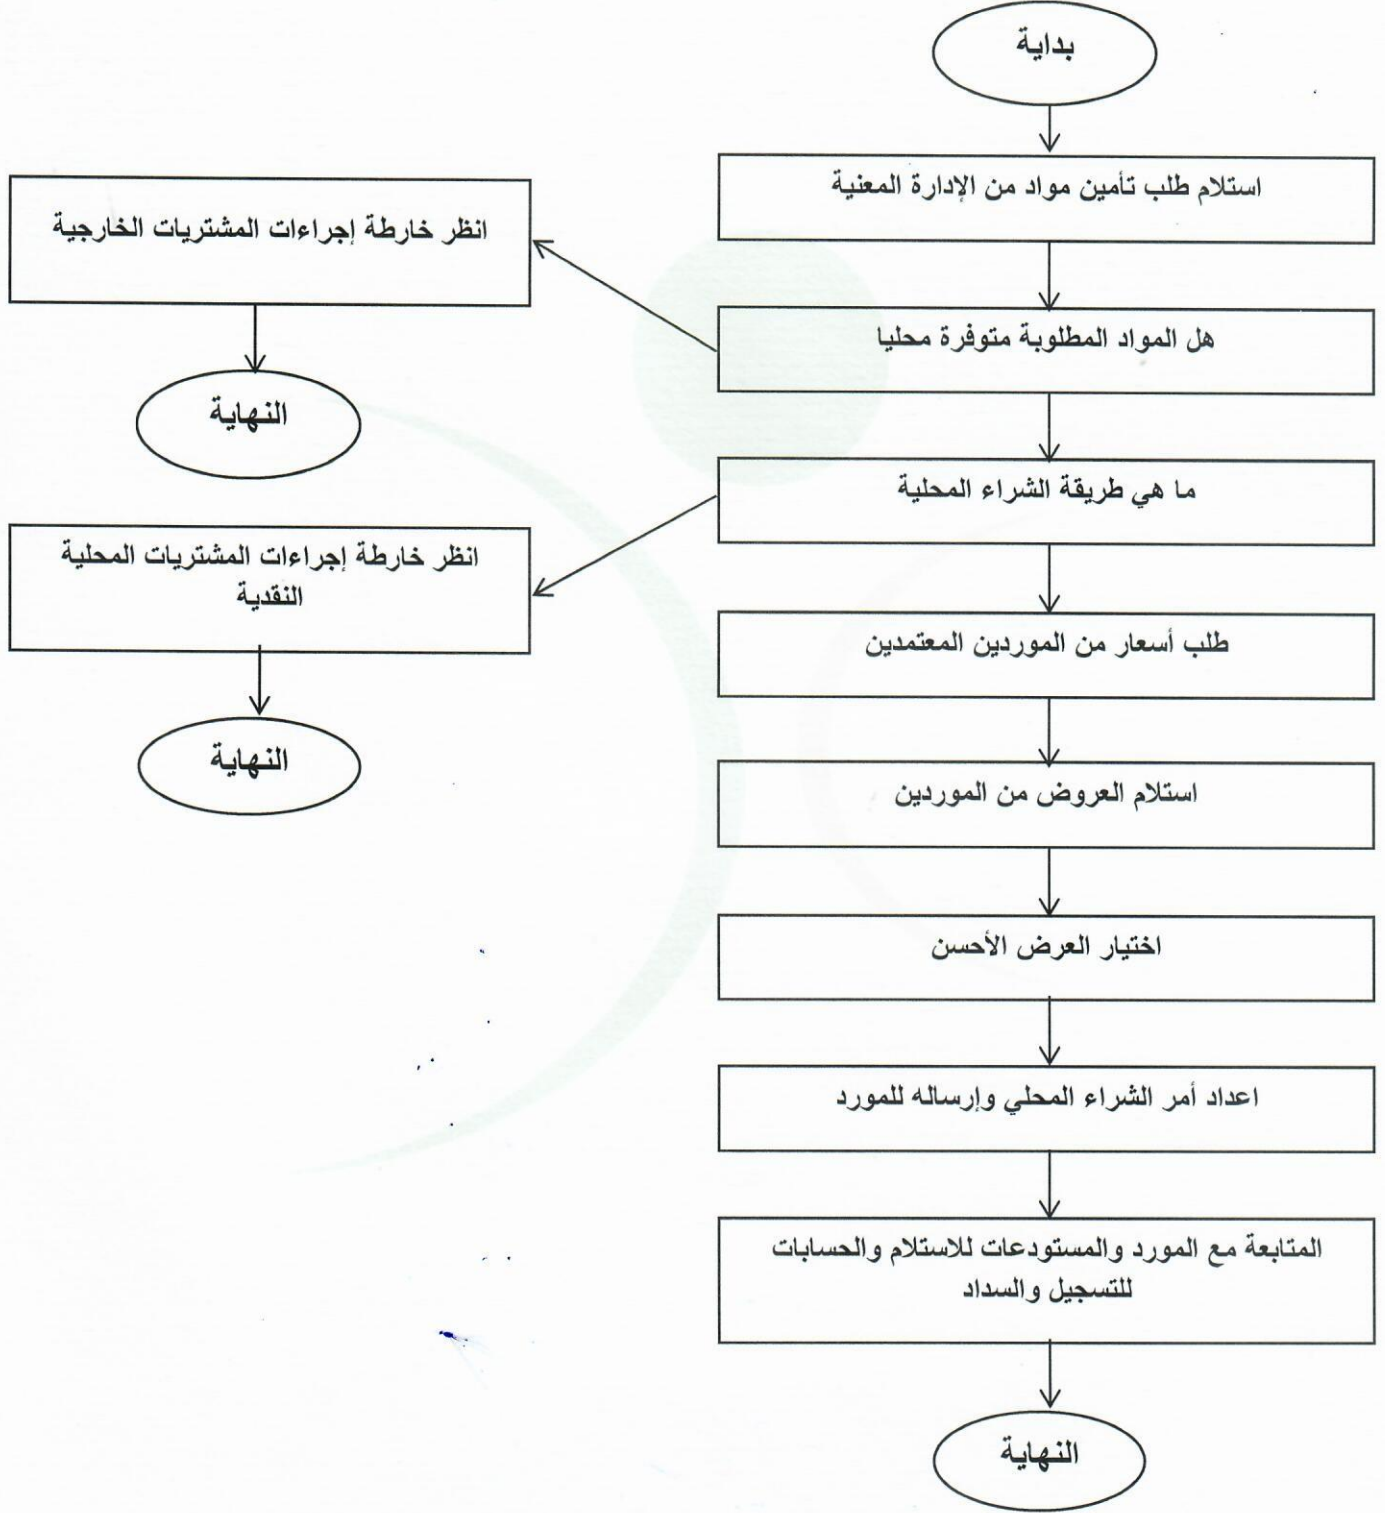 بداية
استلام طلب تأمين مواد من الإدارة المعنية
هل المواد المطلوبة متوفرة محليا
ما هي طريقة الشراء المحلية
طلب أسعار من الموردين المعتمدين
استلام العروض من الموردين
اختيار العرض الأحسن
اعداد أمر الشراء المحلي وإرساله للمورد
المتابعة مع المورد والمستودعات للاستلام والحسابات
للتسجيل والسداد
النهاية
انظر خارطة إجراءات المشتريات الخارجية
النهاية
انظر خارطة إجراءات المشتريات المحلية
النقدية
النهاية